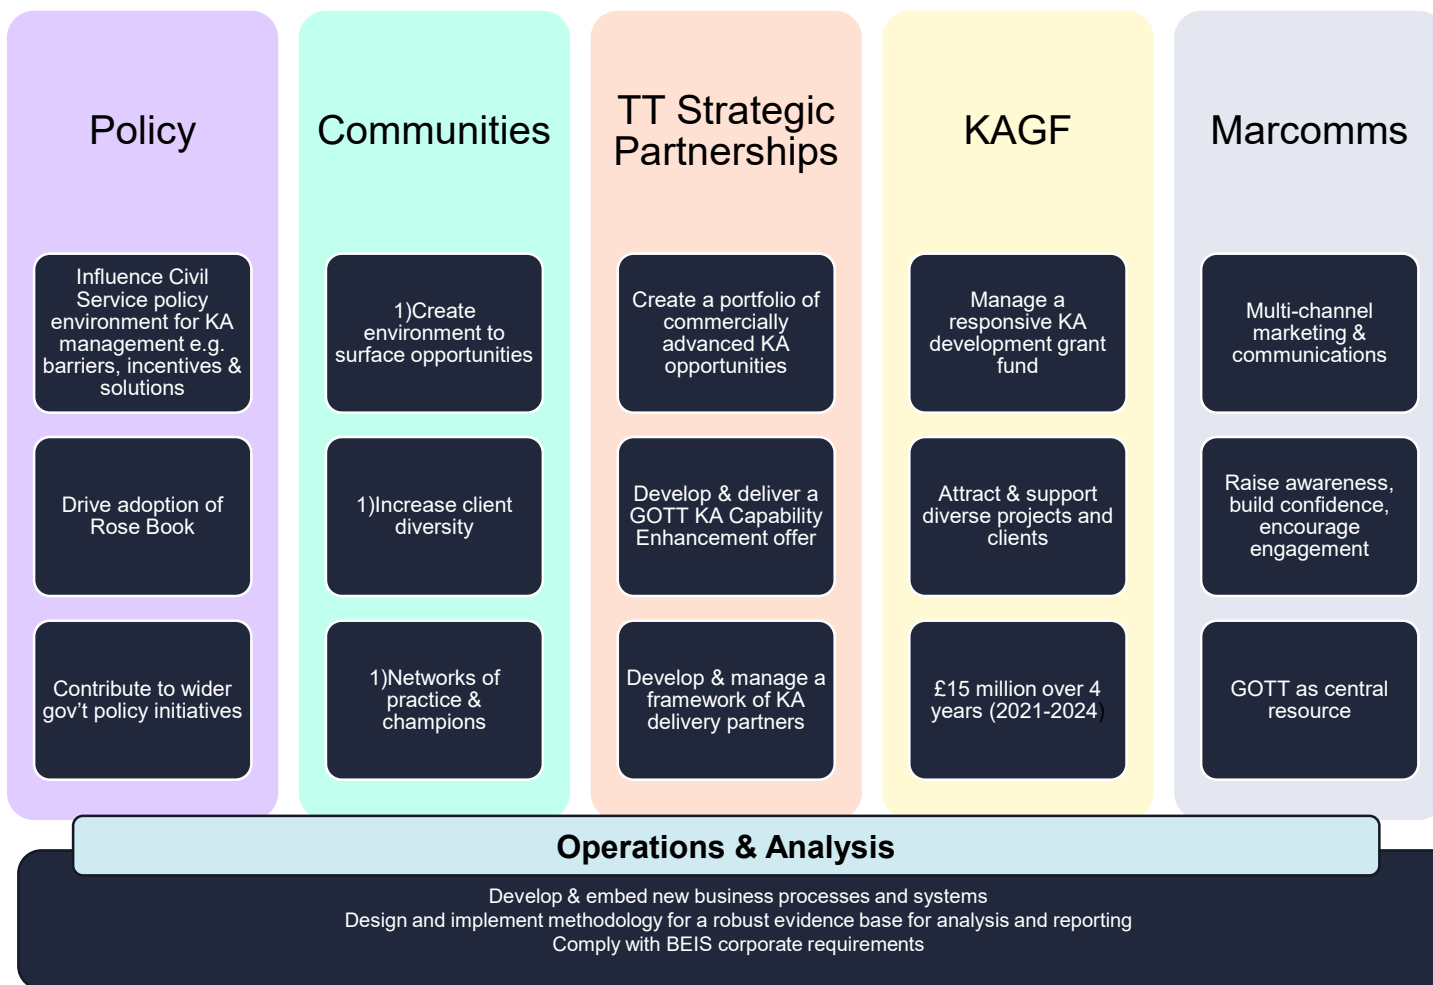 Policy
Influence Civil
Service policy
environment for KA
management e.g.
barriers, incentives &
solutions
Drive adoption of
Rose Book
Contribute to wider
gov’t policy initiatives
Communities
1)Create
environment to
surface opportunities
1)Increase client
diversity
1)Networks of
practice &
champions
TT Strategic
Partnerships
Create a portfolio of
commercially
advanced KA
opportunities
Develop & deliver a
GOTT KA Capability
Enhancement offer
Develop & manage a
framework of KA
delivery partners
KAGF
Manage a
responsive KA
development grant
fund
Attract & support
diverse projects and
clients
£15 million over 4
years (2021-2024)
Marcomms
Multi-channel
marketing &
communications
Raise awareness,
build confidence,
encourage
engagement
GOTT as central
resource
Operations & Analysis
Develop & embed new business processes and systems
Design and implement methodology for a robust evidence base for analysis and reporting
Comply with BEIS corporate requirements